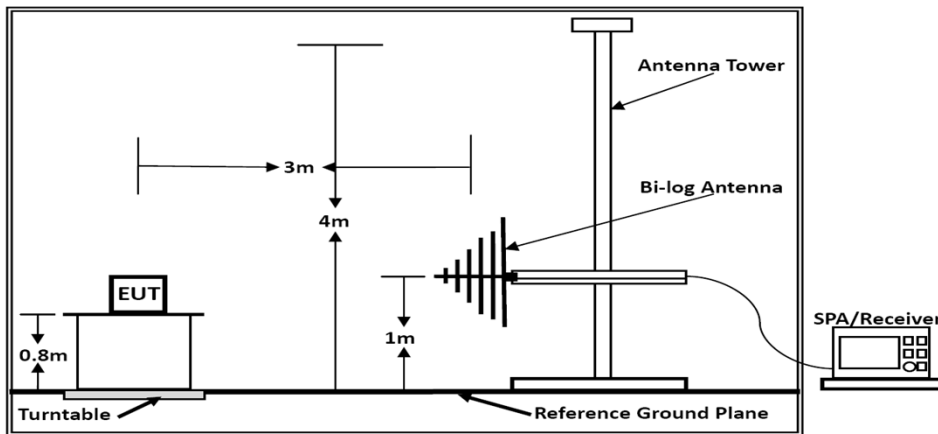 Antenna Tower
3m
Bi-log Antenna
4m
EUT
SPA/Receiver
0.8m
1m
Turntable
Reference Ground Plane